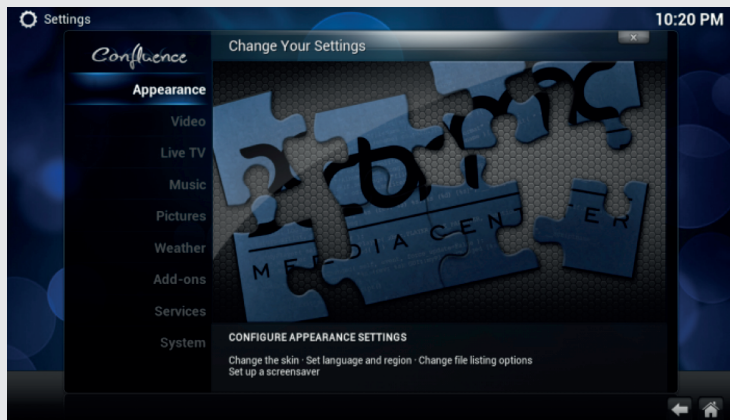 Settings
10:20 PM
Confluence
Change Your Settings
Appearance
Video
Live TV
Music
Pictures
Weather
Add-ons
Services
System
xbmc
MEDIA CENTER
CONFIGURE APPEARANCE SETTINGS
Change the skin · Set language and region · Change file listing options
Set up a screensaver